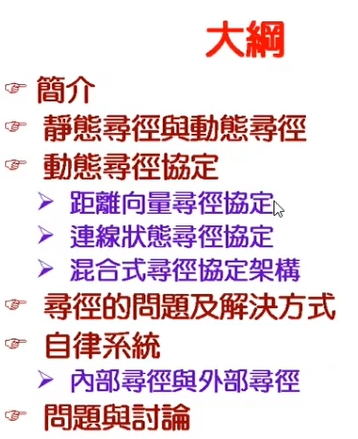 大綱
簡介
靜態尋徑與動態尋徑
動態尋徑協定
距離向量尋徑協定
連線狀態尋徑協定
混合式尋徑協定架構
尋徑的問題及解決方式
自律系統
內部尋徑與外部尋徑
問題與討論